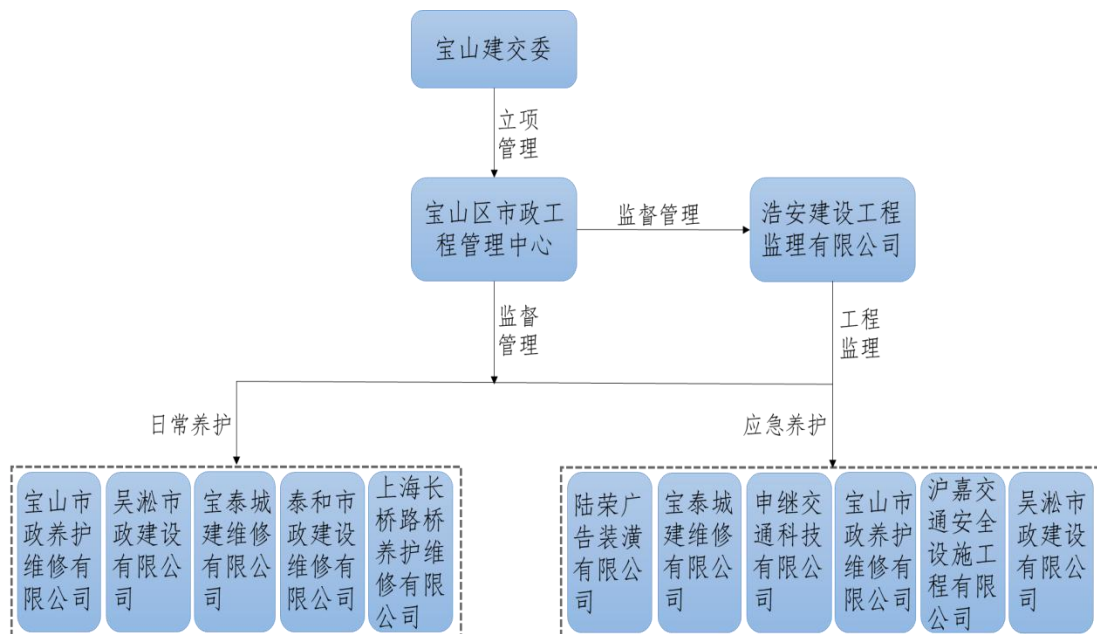 宝山建交委
立项
管理
宝山区市政工
程管理中心
监督管理
浩安建设工程
监理有限公司
监督
管理
工程
监理
日常养护
应急养护
宝山市
政养护
维修有
限公司
吴淞市
政建设
有限公
司
宝泰城
建维修
有限公
司
泰和市
政建设
维修有
限公司
上海长
桥路桥
养护维
修有限
公司
陆荣广
告装潢
有限公
司
宝泰城
建维修
有限公
司
申继交
通科技
有限公
司
宝山市
政养护
维修有
限公司
沪嘉交
通安全
设施工
程有限
公司
吴淞市
政建设
有限公
司